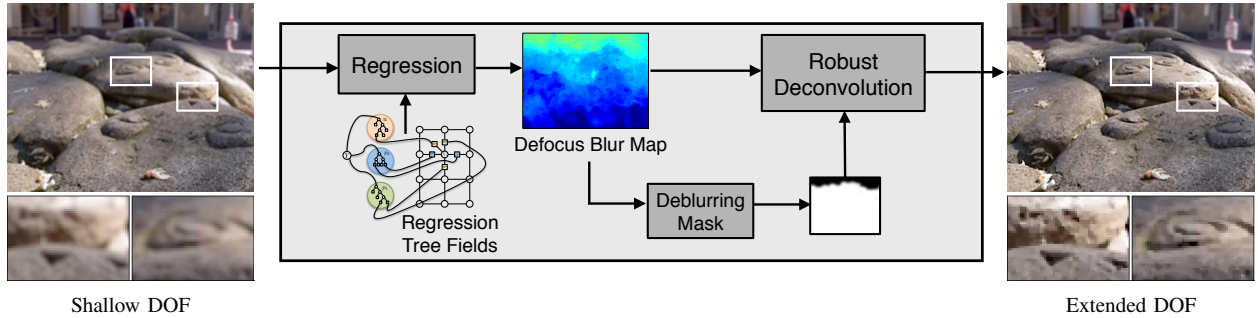 Regression
Robust
Deconvolution
Defocus Blur Map
Regression
Tree Fields
Deblurring
Mask
Shallow DOF
Extended DOF